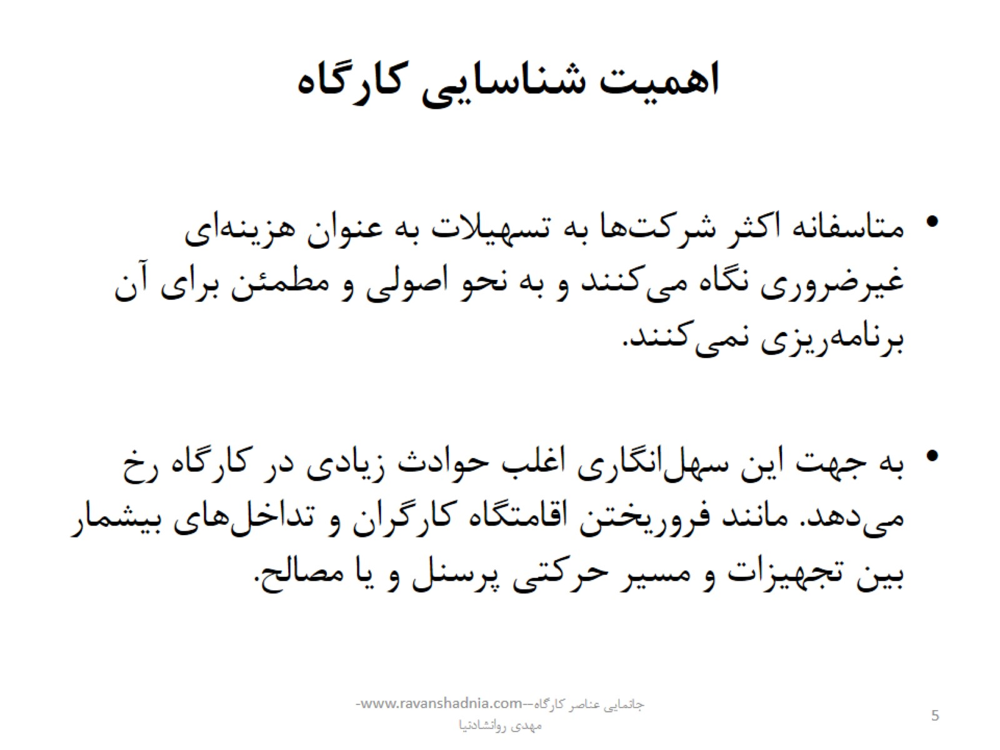 اهمیت شناسایی کارگاه
• متاسفانه اکثر شرکت‌ها به تسهیلات به عنوان هزینه‌ای
غیرضروری نگاه می‌کنند و به نحو اصولی و مطمئن برای آن
برنامه‌ریزی نمی‌کنند.
• به جهت این سهل‌انگاری اغلب حوادث زیادی در کارگاه رخ
می‌دهد. مانند فروریختن اقامتگاه کارگران و تداخل‌های بیشمار
بین تجهیزات و مسیر حرکتی پرسنل و یا مصالح.
جانمایی عناصر کارگاه--www.ravanshadnia.com-
مهدی روانشادنیا
5